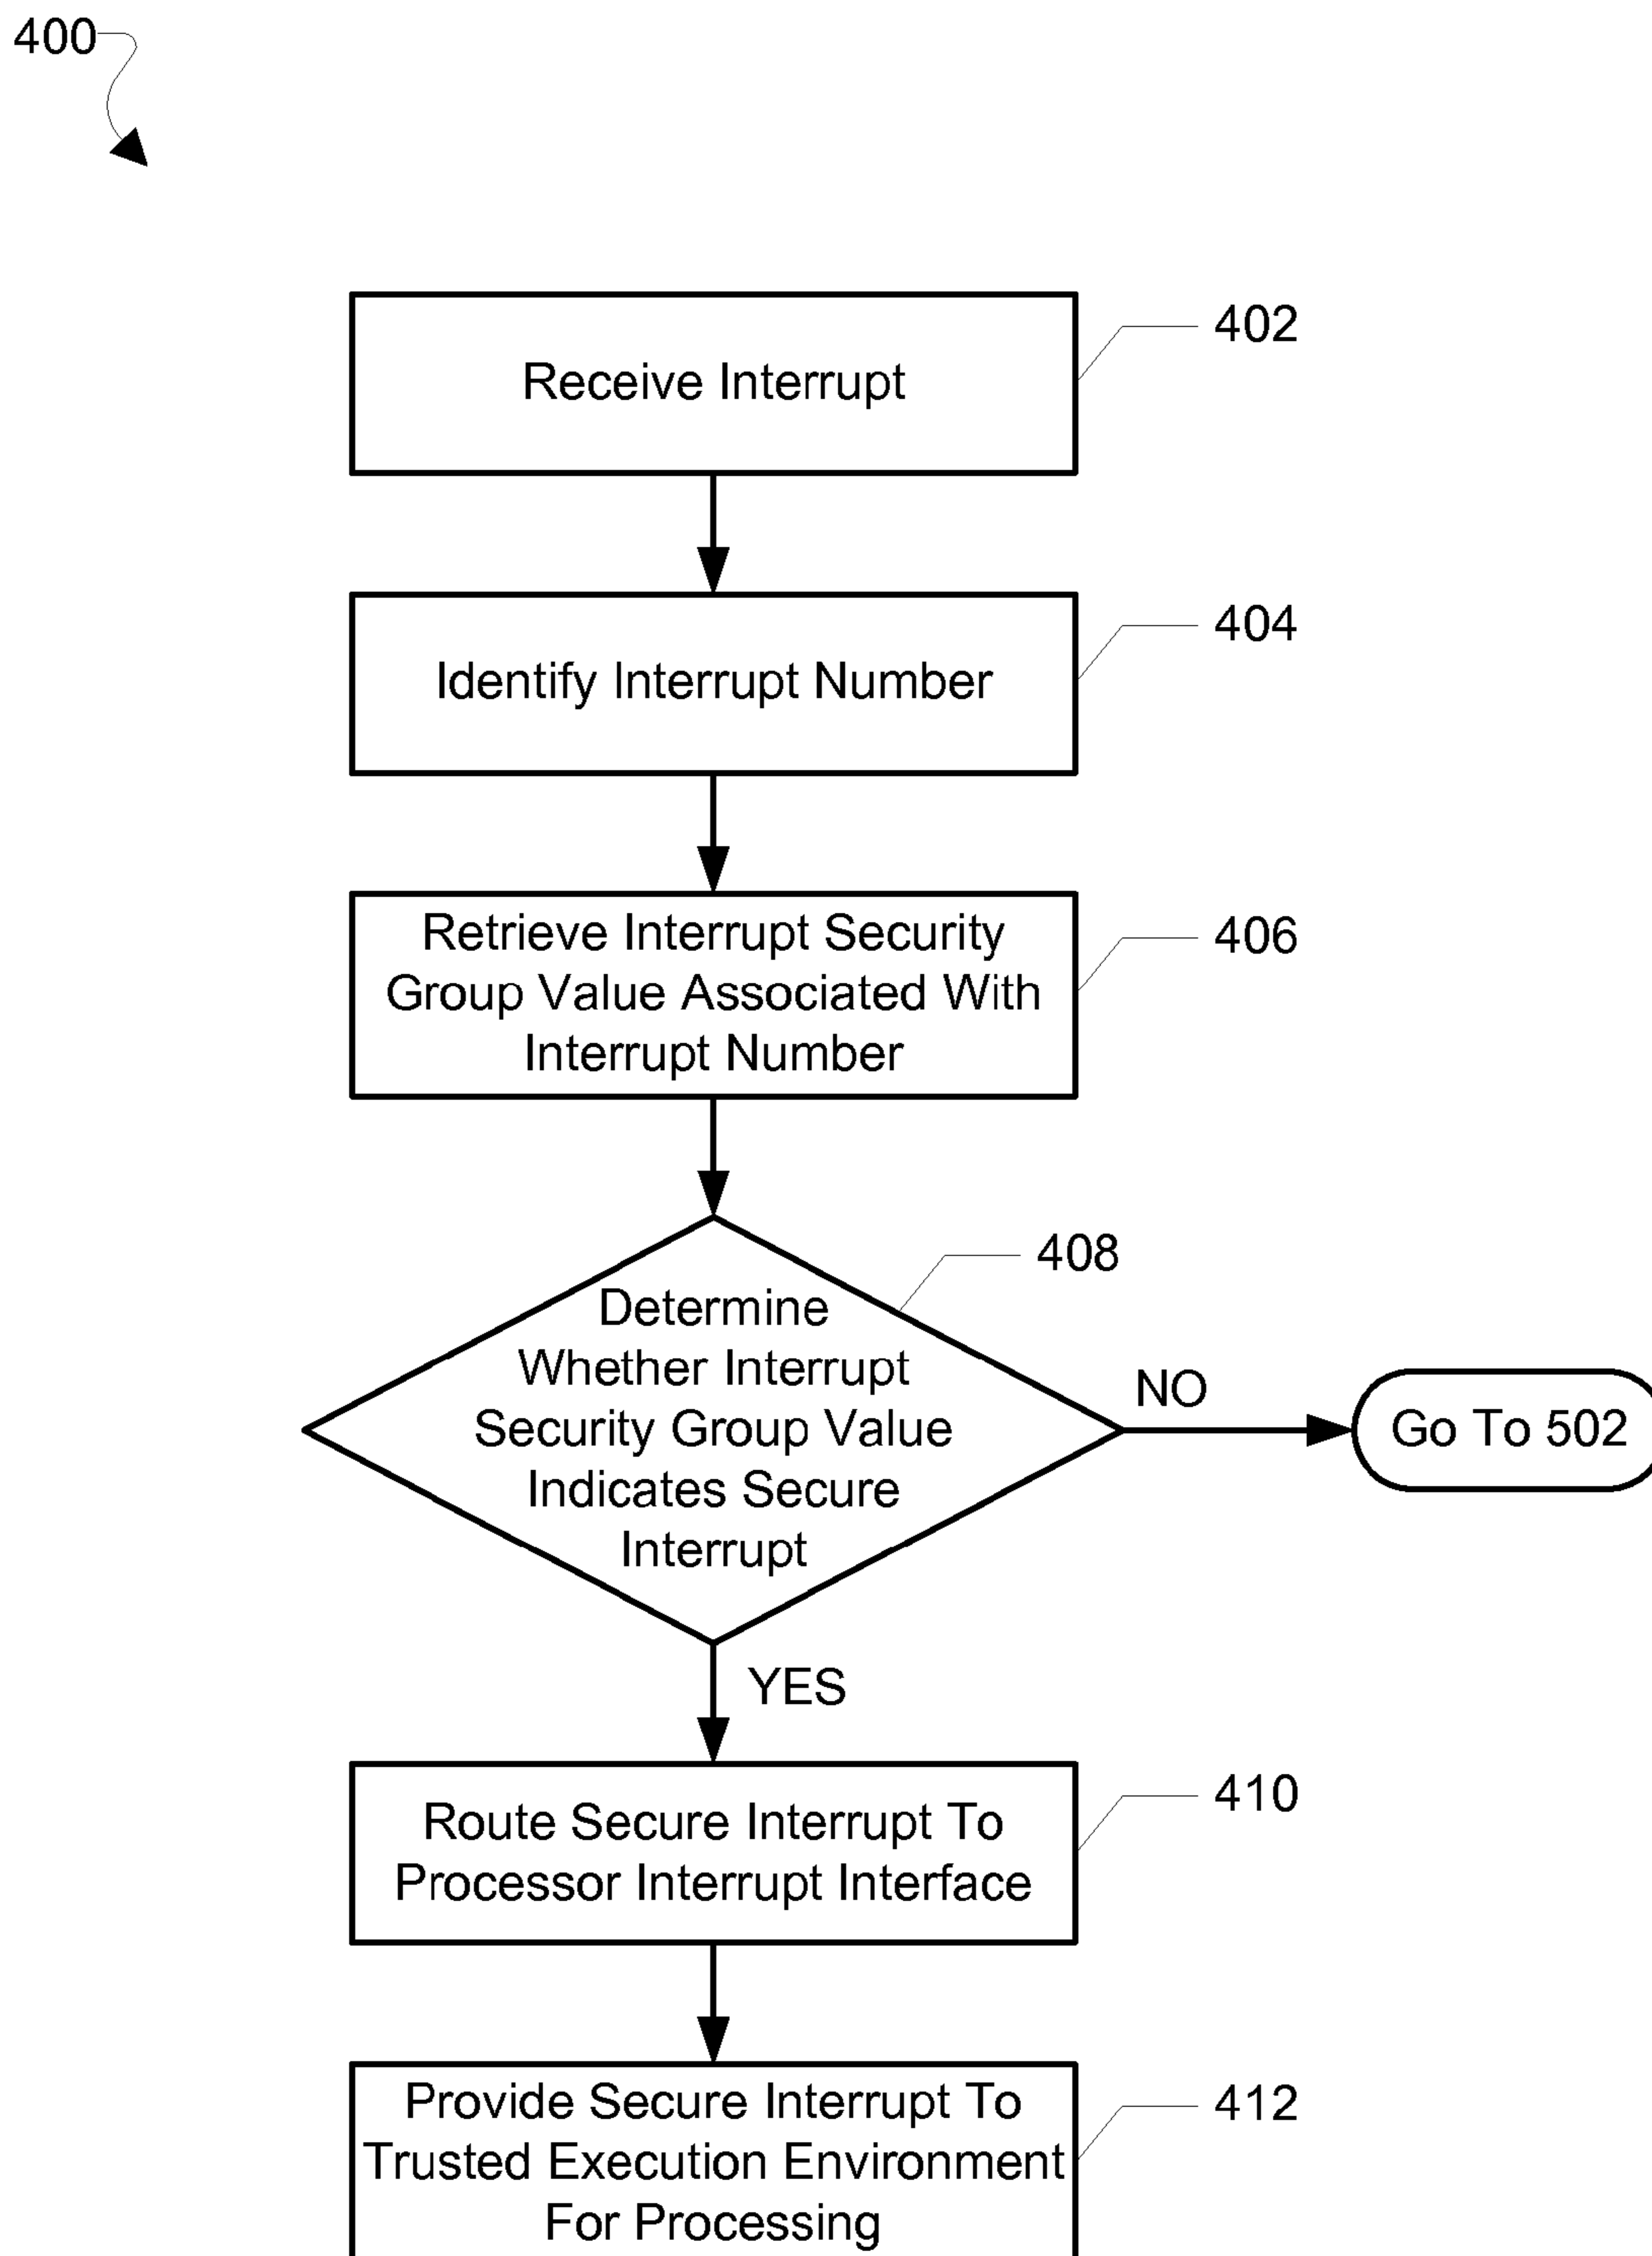 400
Receive Interrupt
402
Identify Interrupt Number
404
Retrieve Interrupt Security
Group Value Associated With
Interrupt Number
406
Determine
Whether Interrupt
Security Group Value
Indicates Secure
Interrupt
408
NO
Go To 502
YES
Route Secure Interrupt To
Processor Interrupt Interface
410
Provide Secure Interrupt To
Trusted Execution Environment
For Processing
412